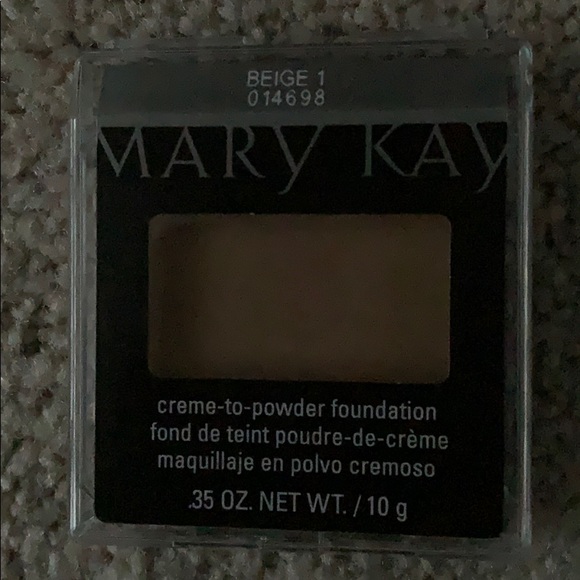 BEIGE 1
014698
MARY KAY
creme-to-powder foundation
fond de teint poudre-de-crème
maquillaje en polvo cremoso
.35 OZ. NET WT. / 10 g